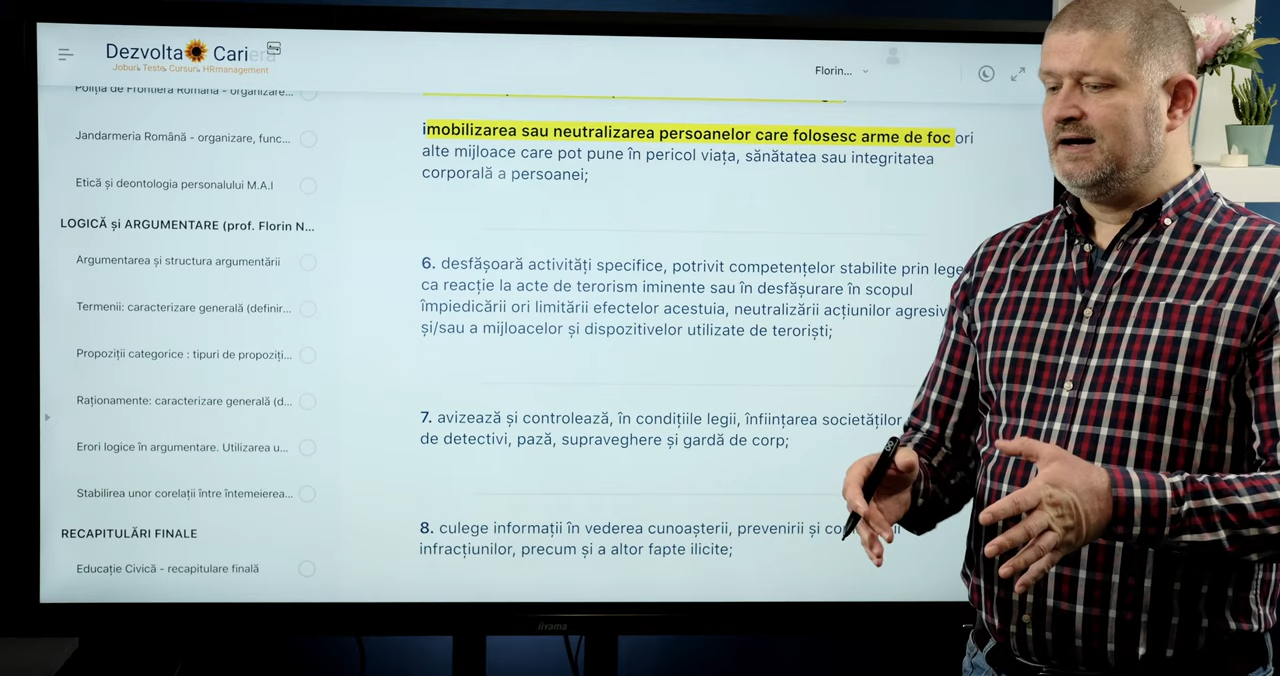 Dezvolta Cariera
Joburi. Teste. Cursuri. HRmanagement
Florin...
Poliția de Frontieră Română - organizare...
Jandarmeria Română - organizare, func...
Etică și deontologia personalului M.A.I
LOGICĂ și ARGUMENTARE (prof. Florin N...
Argumentarea și structura argumentării
Termenii: caracterizare generală (definir...
Propoziții categorice : tipuri de propoziți...
Raționamente: caracterizare generală (d...
Erori logice în argumentare. Utilizarea u...
Stabilirea unor corelații între întemeierea...
RECAPITULĂRI FINALE
Educație Civică - recapitulare finală
imobilizarea sau neutralizarea persoanelor care folosesc arme de foc ori
alte mijloace care pot pune în pericol viața, sănătatea sau integritatea
corporală a persoanei;
6. desfășoară activități specifice, potrivit competențelor stabilite prin lege
ca reacție la acte de terorism iminente sau în desfășurare în scopul
împiedicării ori limitării efectelor acestuia, neutralizării acțiunilor agresiv
și/sau a mijloacelor și dispozitivelor utilizate de teroriști;
7. avizează și controlează, în condițiile legii, înființarea societăților
de detectivi, pază, supraveghere și gardă de corp;
8. culege informații în vederea cunoașterii, prevenirii și co
infracțiunilor, precum și a altor fapte ilicite;
iiyama